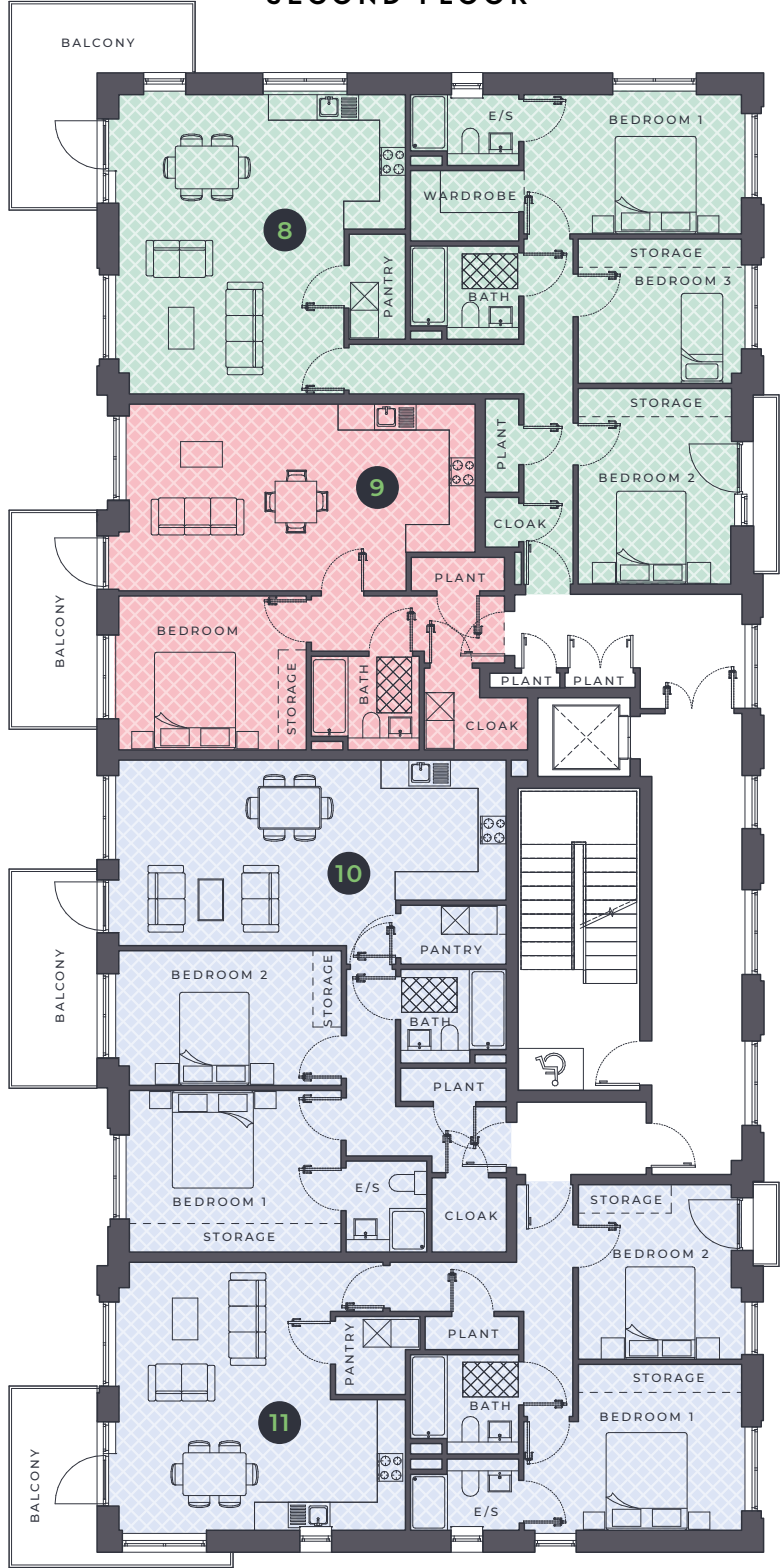 SECOND FLOOR
BALCONY
E/S
BEDROOM 1
WARDROBE
8
STORAGE
PANTRY
BATH
BEDROOM 3
STORAGE
PLANT
BEDROOM 2
9
CLOAK
PLANT
BALCONY
BEDROOM
STORAGE
BATH
PLANT
PLANT
CLOAK
10
BALCONY
PANTRY
BEDROOM 2
STORAGE
BATH
PLANT
E/S
BEDROOM 1
STORAGE
CLOAK
STORAGE
BEDROOM 2
PANTRY
PLANT
STORAGE
BATH
BEDROOM 1
11
BALCONY
E/S